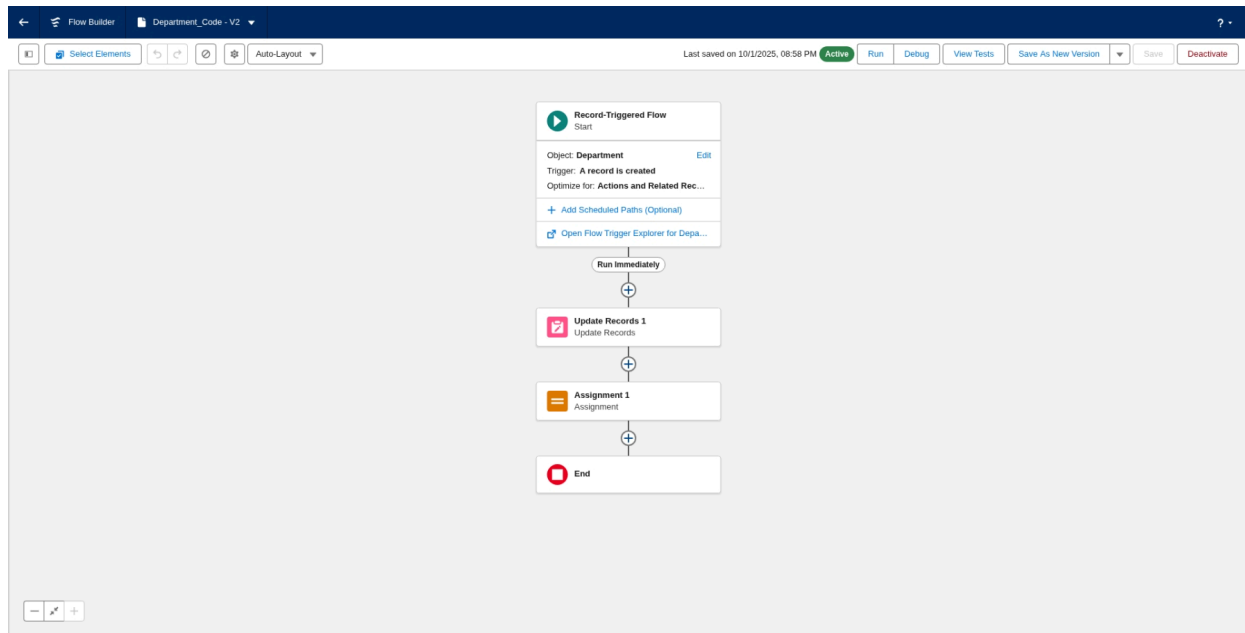 Flow Builder
Department_Code - V2
?
Select Elements
Auto-Layout
Last saved on 10/1/2025, 08:58 PM
Active
Run
Debug
View Tests
Save As New Version
Save
Deactivate
Record-Triggered Flow
Start
Object: Department
Edit
Trigger: A record is created
Optimize for: Actions and Related Rec...
Add Scheduled Paths (Optional)
Open Flow Trigger Explorer for Depa...
Run Immediately
Update Records 1
Update Records
Assignment 1
Assignment
End